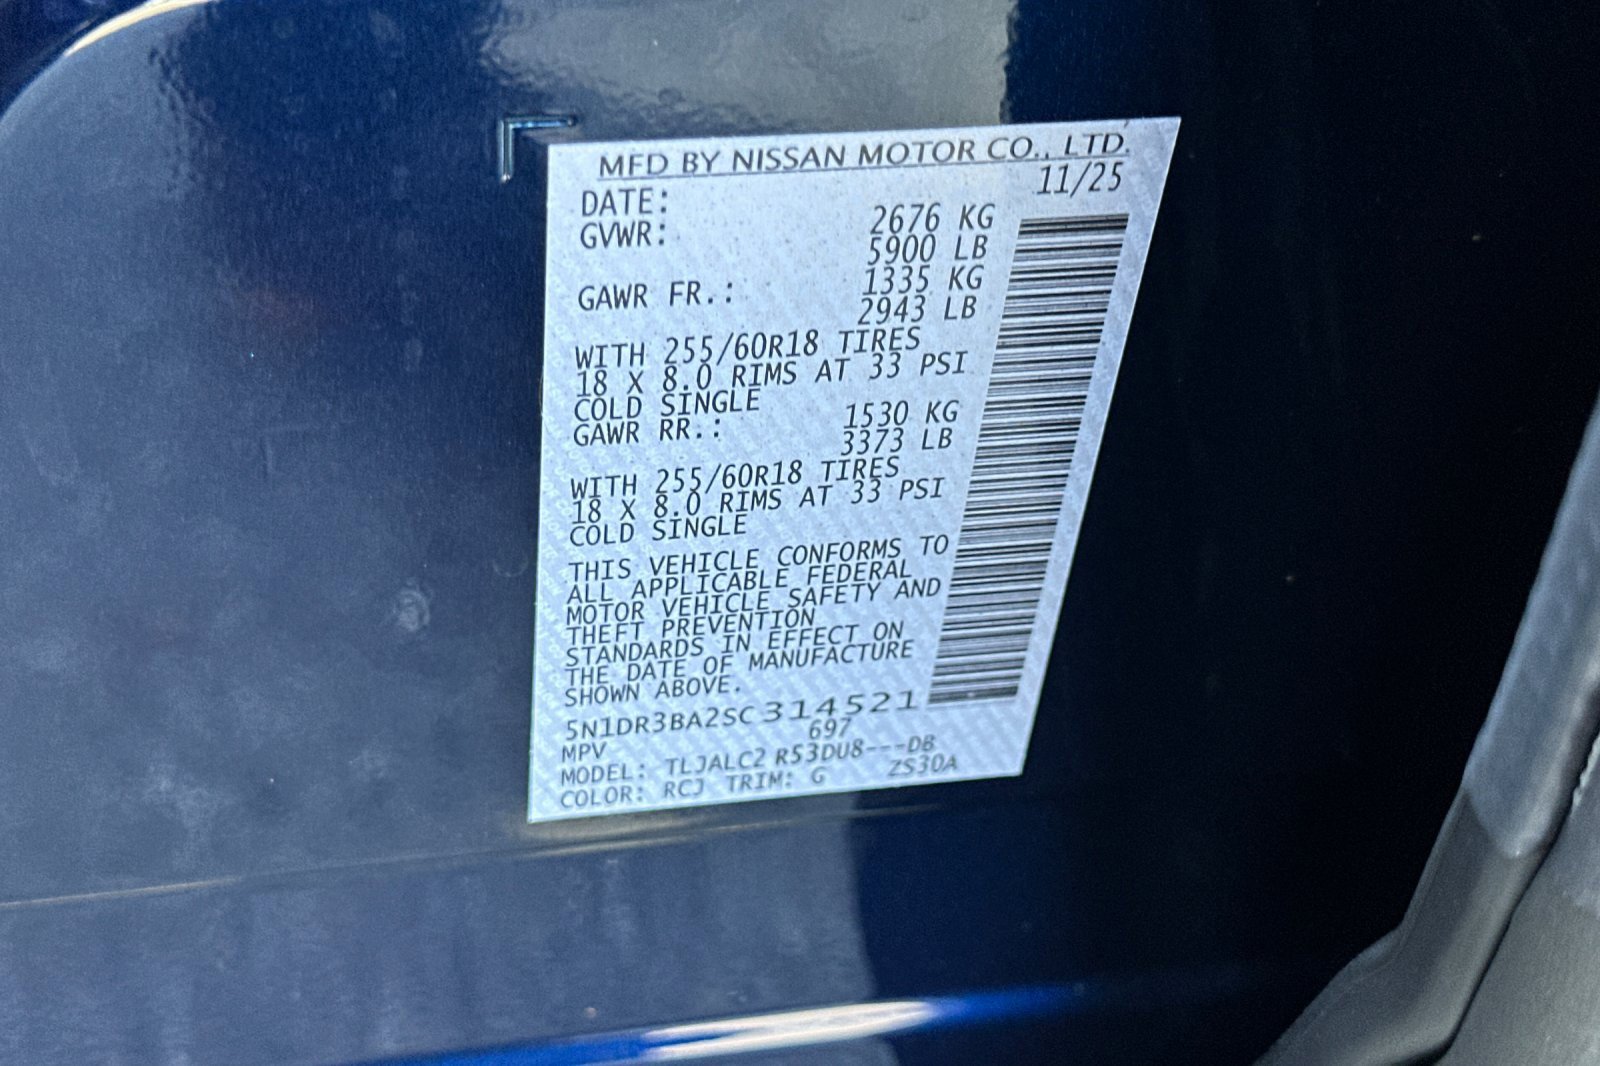 MFD BY NISSAN MOTOR CO., LTD.
DATE: 11/25
GVWR: 2676 KG
5900 LB
GAWR FR.: 1335 KG
2943 LB
WITH 255/60R18 TIRES
18 X 8.0 RIMS AT 33 PSI
COLD SINGLE
GAWR RR.: 1530 KG
3373 LB
WITH 255/60R18 TIRES
18 X 8.0 RIMS AT 33 PSI
COLD SINGLE
THIS VEHICLE CONFORMS TO
ALL APPLICABLE FEDERAL
MOTOR VEHICLE SAFETY AND
THEFT PREVENTION
STANDARDS IN EFFECT ON
THE DATE OF MANUFACTURE
SHOWN ABOVE.
5N1DR3BA2SC314521
MPV 697
MODEL: TLJALC2 R53DU8---DB
COLOR: RCJ TRIM: G ZS30A